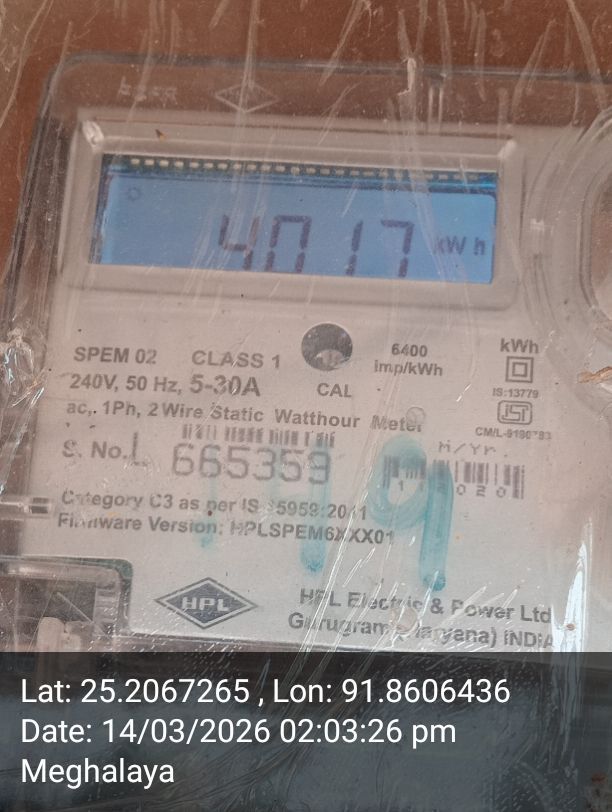 4017 kWh
SPEM 02 CLASS 1
6400
imp/kWh
kWh
240V, 50 Hz, 5-30A
CAL
IS:13779
ac,. 1Ph, 2 Wire Static Watthour Meter
M/Yr.
S. No. L 665359
Category C3 as per IS
Firmware Version: HPLSPEM6XXX01
HPL
HPL Electric & Power Ltd
Gurugram (Haryana) INDIA
Lat: 25.2067265 , Lon: 91.8606436
Date: 14/03/2026 02:03:26 pm
Meghalaya